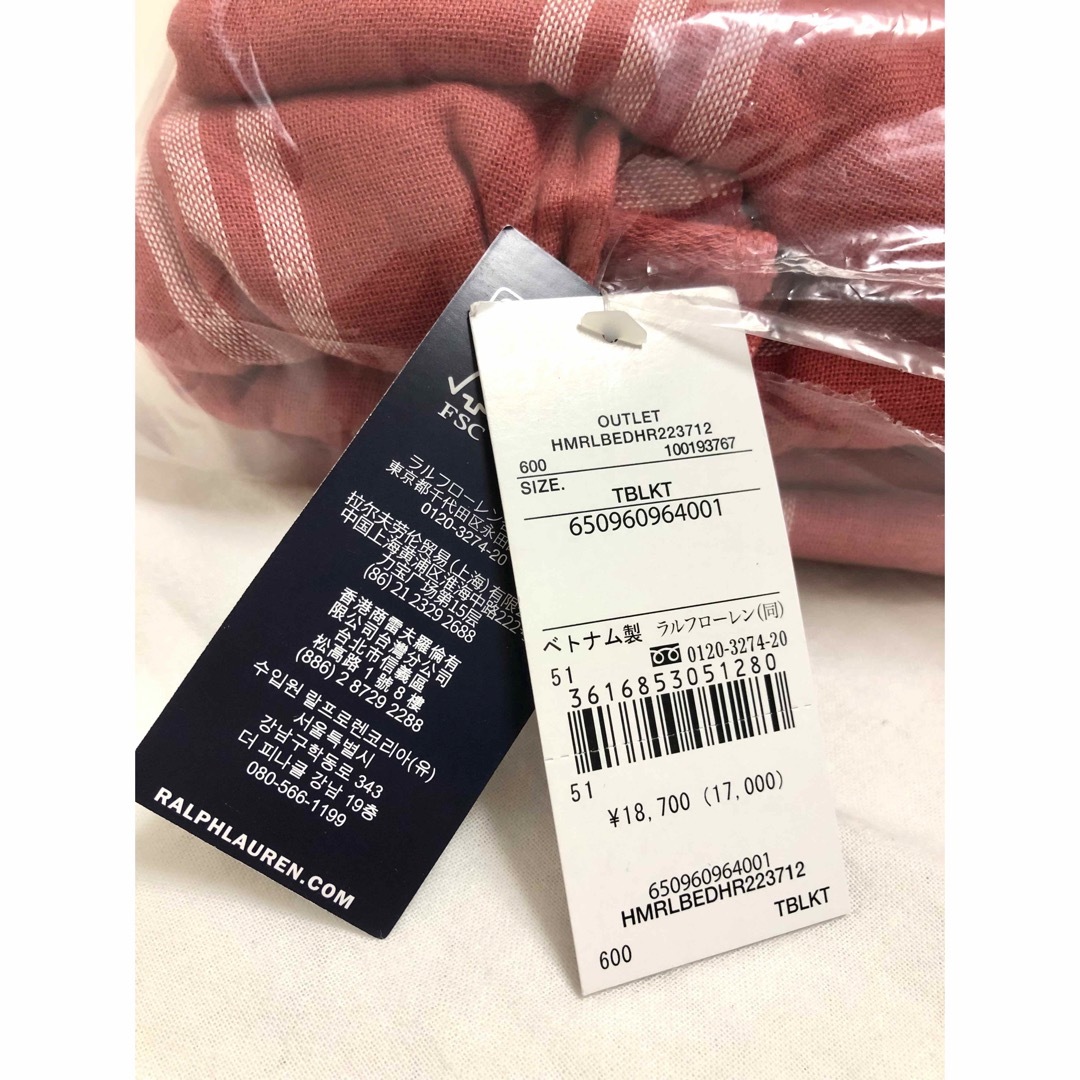 FSC
ラルフローレン
東京都千代田区永田
0120-3274-20
拉尔夫劳伦贸易(上海)有限
中国上海黄浦区淮海中路222
力宝广场第15层
(86)21 2329 2688
香港商雷夫羅倫有
限公司台灣分公司
台北市信義區
松高路1號8樓
(886) 2 8729 2288
수입원 랄프로렌코리아(유)
서울특별시
강남구학동로 343
더 피나클 강남 19층
080-566-1199
RALPHLAUREN.COM
OUTLET
HMRLBEDHR223712
600 100193767
SIZE. TBLKT
650960964001
ベトナム製 ラルフローレン(同)
0120-3274-20
51
3616853051280
51
¥18,700 (17,000)
650960964001
HMRLBEDHR223712
TBLKT
600